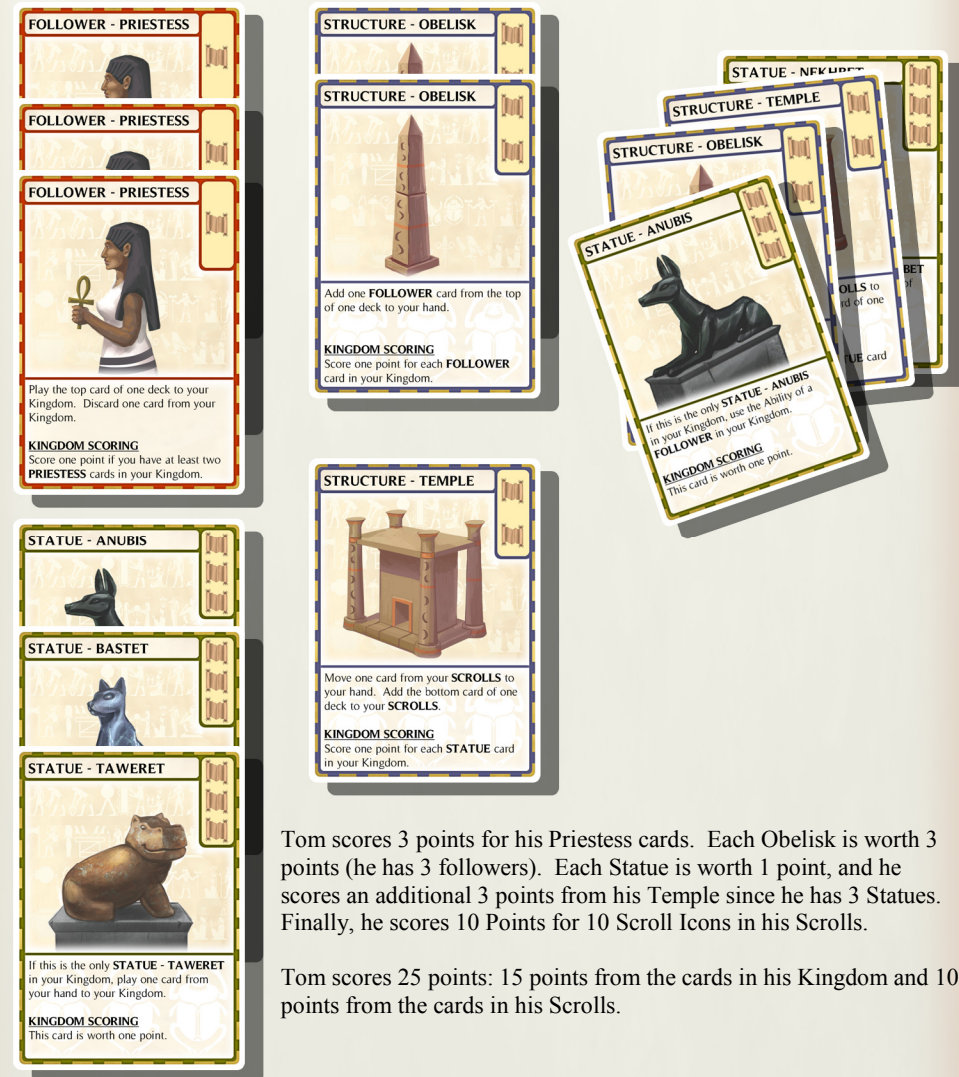 FOLLOWER - PRIESTESS
FOLLOWER - PRIESTESS
FOLLOWER - PRIESTESS
Play the top card of one deck to your
Kingdom. Discard one card from your
Kingdom.
KINGDOM SCORING
Score one point if you have at least two
PRIESTESS cards in your Kingdom.
STATUE - ANUBIS
STATUE - BASTET
STATUE - TAWERET
If this is the only STATUE - TAWERET
in your Kingdom, play one card from
your hand to your Kingdom.
KINGDOM SCORING
This card is worth one point.
STRUCTURE - OBELISK
STRUCTURE - OBELISK
Add one FOLLOWER card from the top
of one deck to your hand.
KINGDOM SCORING
Score one point for each FOLLOWER
card in your Kingdom.
STRUCTURE - TEMPLE
Move one card from your SCROLLS to
your hand. Add the bottom card of one
deck to your SCROLLS.
KINGDOM SCORING
Score one point for each STATUE card
in your Kingdom.
STATUE - NEKHBET
BET
of
STRUCTURE - TEMPLE
OLLS to
rd of one
TUE card
STRUCTURE - OBELISK
STATUE - ANUBIS
If this is the only STATUE - ANUBIS
in your Kingdom, use the Ability of a
FOLLOWER in your Kingdom.
KINGDOM SCORING
This card is worth one point.
Tom scores 3 points for his Priestess cards. Each Obelisk is worth 3
points (he has 3 followers). Each Statue is worth 1 point, and he
scores an additional 3 points from his Temple since he has 3 Statues.
Finally, he scores 10 Points for 10 Scroll Icons in his Scrolls.
Tom scores 25 points: 15 points from the cards in his Kingdom and 10
points from the cards in his Scrolls.